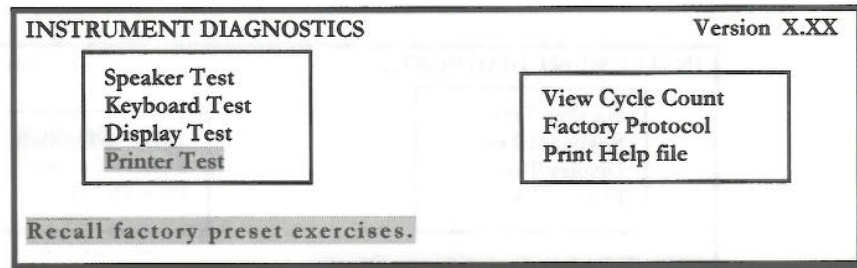 INSTRUMENT DIAGNOSTICS Version X.XX
Speaker Test
Keyboard Test
Display Test
Printer Test
View Cycle Count
Factory Protocol
Print Help file
Recall factory preset exercises.